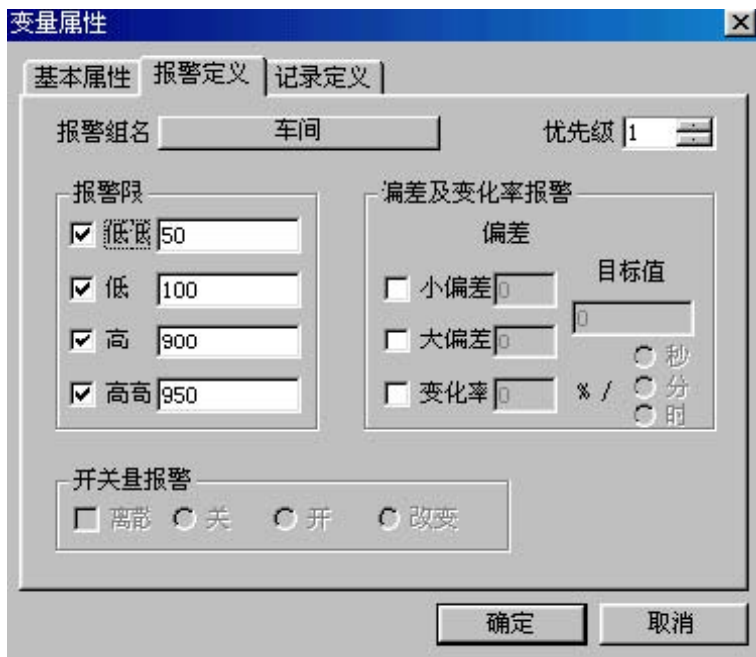 变量属性
基本属性 报警定义 记录定义
报警组名 车间 优先级 1
报警限
低低 50
低 100
高 900
高高 950
偏差及变化率报警
偏差
目标值
小偏差 0
0
大偏差 0
变化率 0 % /
秒
分
时
开关量报警
离散 关 开 改变
确定 取消